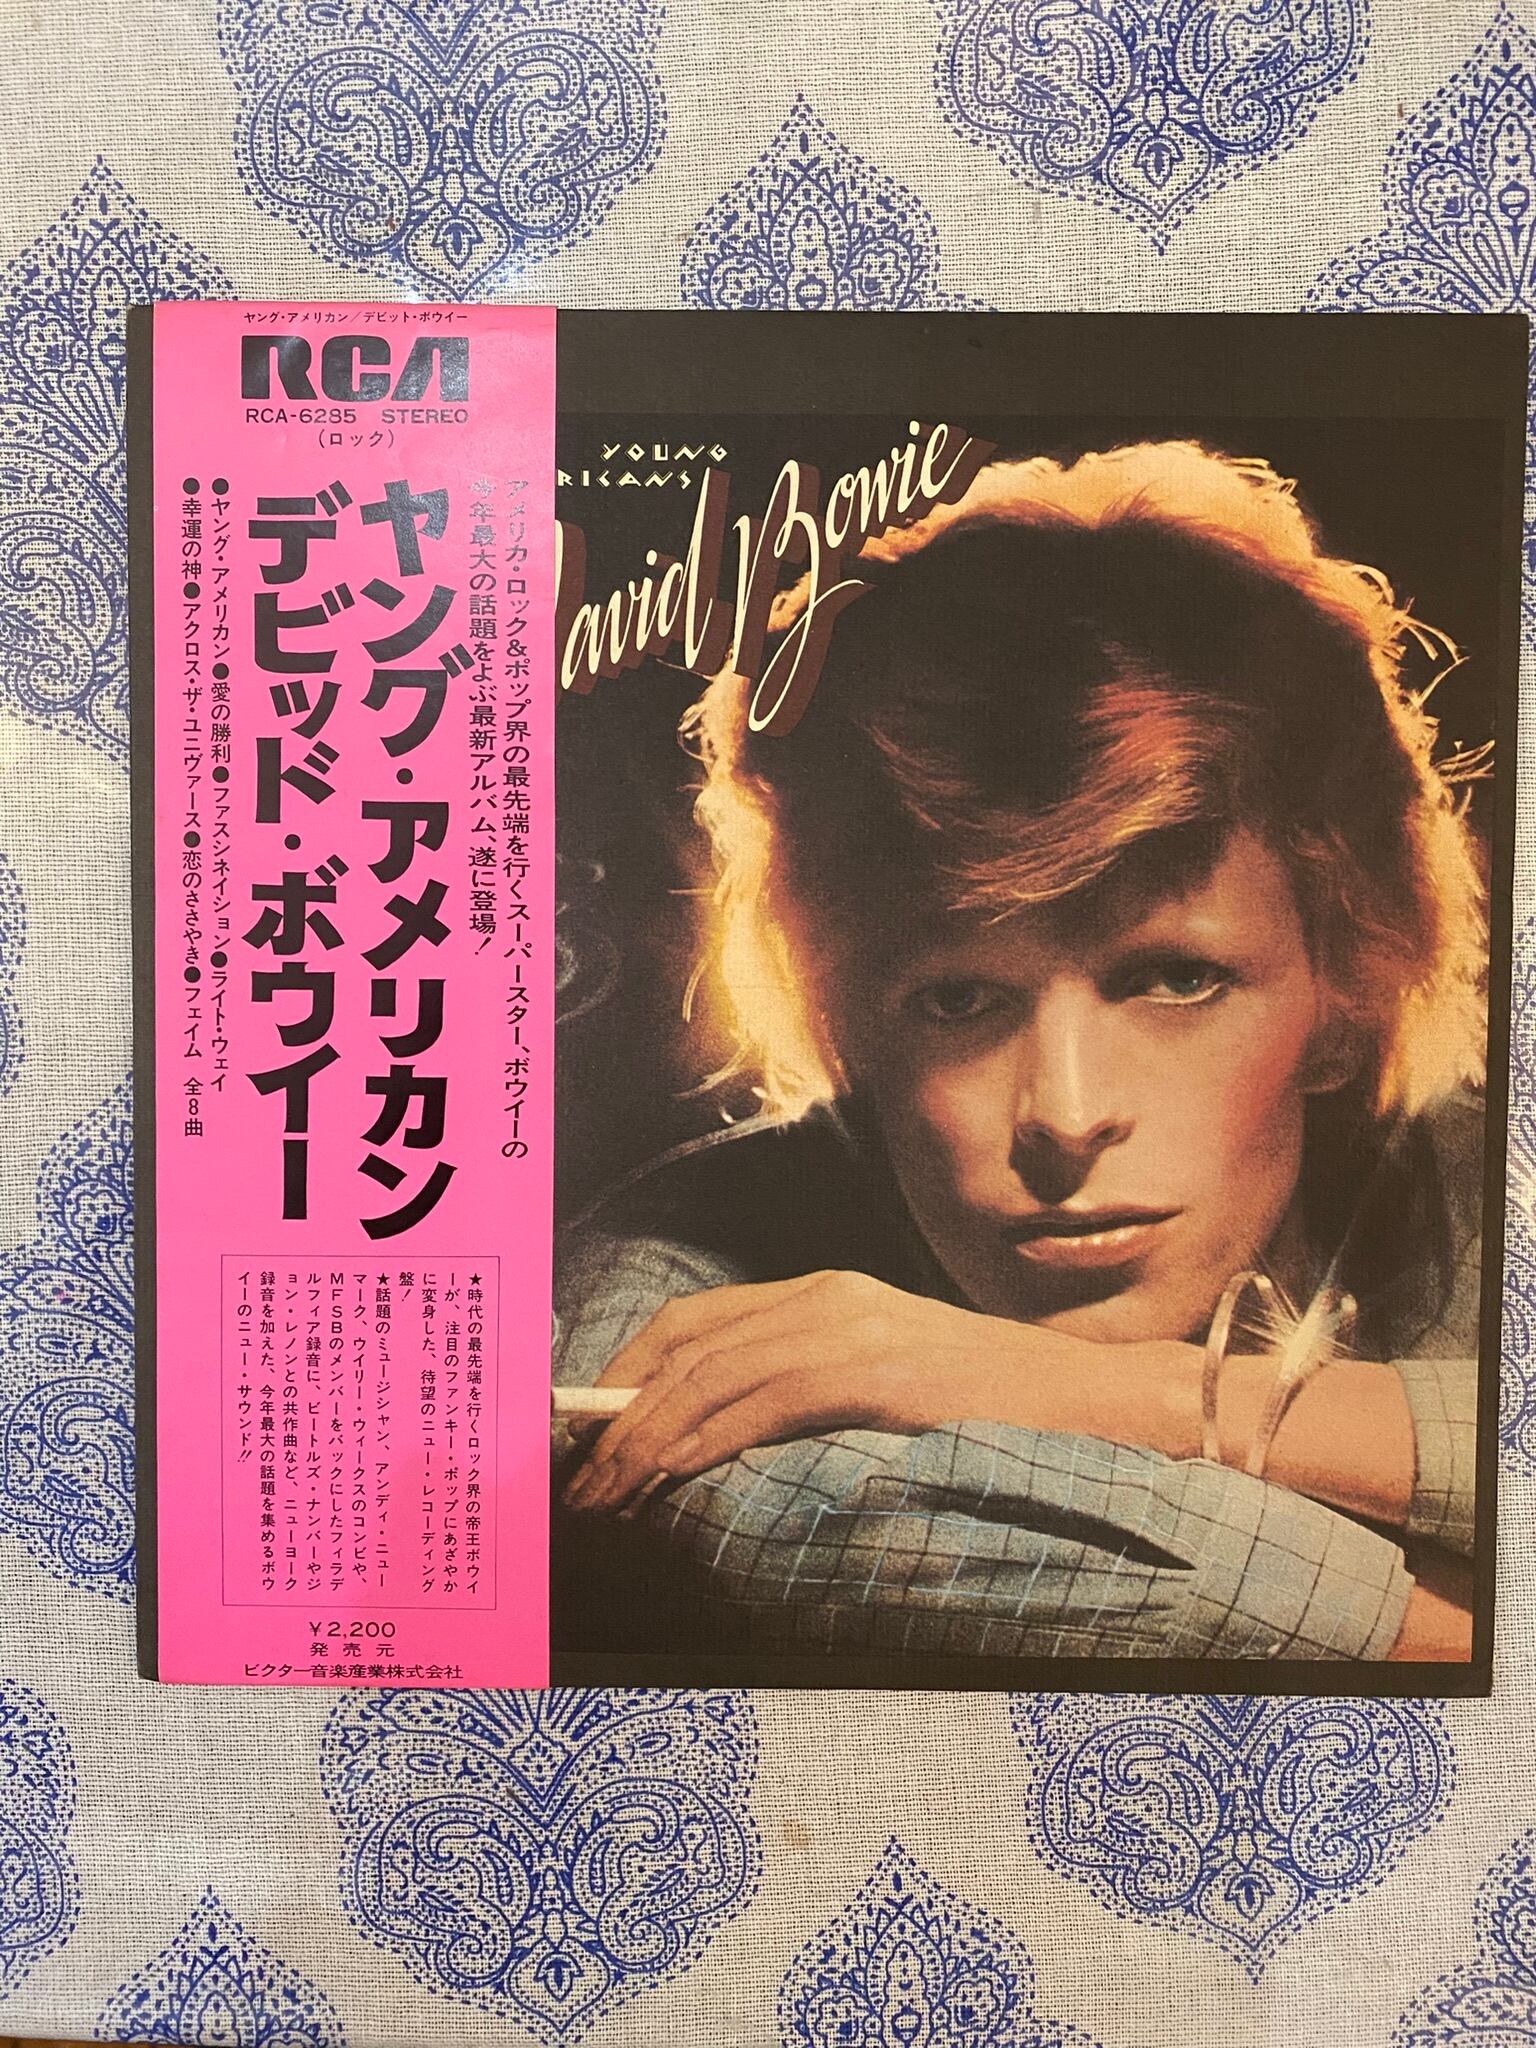 ヤング・アメリカン／デビット・ボウイー
RCA
RCA-6285 STEREO
(ロック)
アメリカ・ロック&ポップ界の最先端を行くスーパースター、ボウイーの
今年最大の話題をよぶ最新アルバム、遂に登場！
ヤング・アメリカン
デビッド・ボウイー
●ヤング・アメリカン●愛の勝利●ファスシネイション●ライト・ウェイ
●幸運の神●アクロス・ザ・ユニヴァース●恋のささやき●フェイム 全8曲
★時代の最先端を行くロック界の帝王ボウイ
ーが、注目のファンキー・ポップにあざやか
に変身した、待望のニュー・レコーディング
盤！
★話題のミュージシャン、アンディ・ニュー
マーク、ウイリー・ウィークスのコンビや、
MFSBのメンバーをバックにしたフィラデ
ルフィア録音に、ビートルズ・ナンバーやジ
ョン・レノンとの共作曲など、ニューヨーク
録音を加えた、今年最大の話題を集めるボウ
イーのニュー・サウンド!!
¥2,200
発売元
ビクター音楽産業株式会社
YOUNG
RICANS
David Bowie